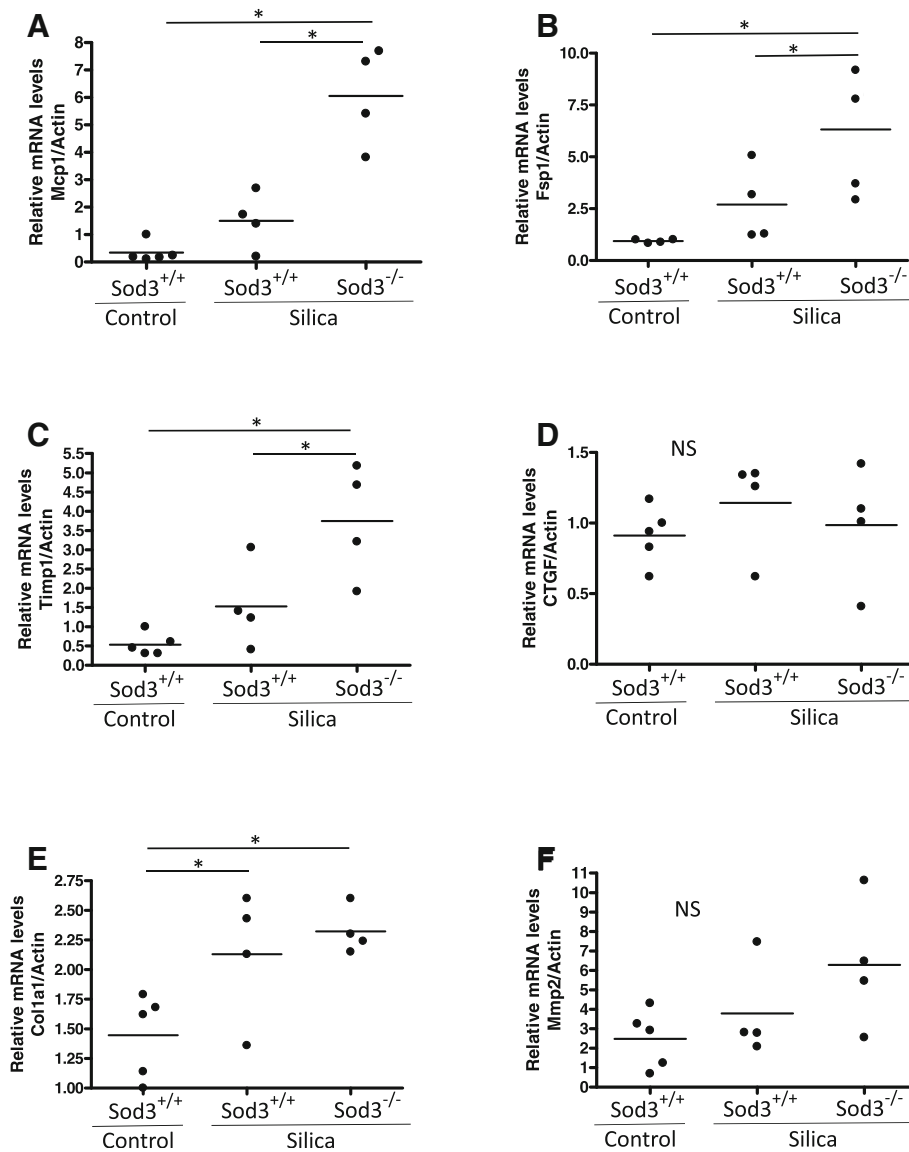 A
*
*
Relative mRNA levels
Mcp1/Actin
8
7
6
5
4
3
2
1
0
Sod3+/+ Sod3+/+ Sod3-/-
Control Silica
B
*
*
Relative mRNA levels
Fsp1/Actin
10.0
7.5
5.0
2.5
0.0
Sod3+/+ Sod3+/+ Sod3-/-
Control Silica
C
*
*
Relative mRNA levels
Timp1/Actin
5.5
5.0
4.5
4.0
3.5
3.0
2.5
2.0
1.5
1.0
0.5
0.0
Sod3+/+ Sod3+/+ Sod3-/-
Control Silica
D
NS
Relative mRNA levels
CTGF/Actin
1.5
1.0
0.5
0.0
Sod3+/+ Sod3+/+ Sod3-/-
Control Silica
E
*
*
Relative mRNA levels
Col1a1/Actin
2.75
2.50
2.25
2.00
1.75
1.50
1.25
1.00
Sod3+/+ Sod3+/+ Sod3-/-
Control Silica
F
NS
Relative mRNA levels
Mmp2/Actin
11
10
9
8
7
6
5
4
3
2
1
0
Sod3+/+ Sod3+/+ Sod3-/-
Control Silica